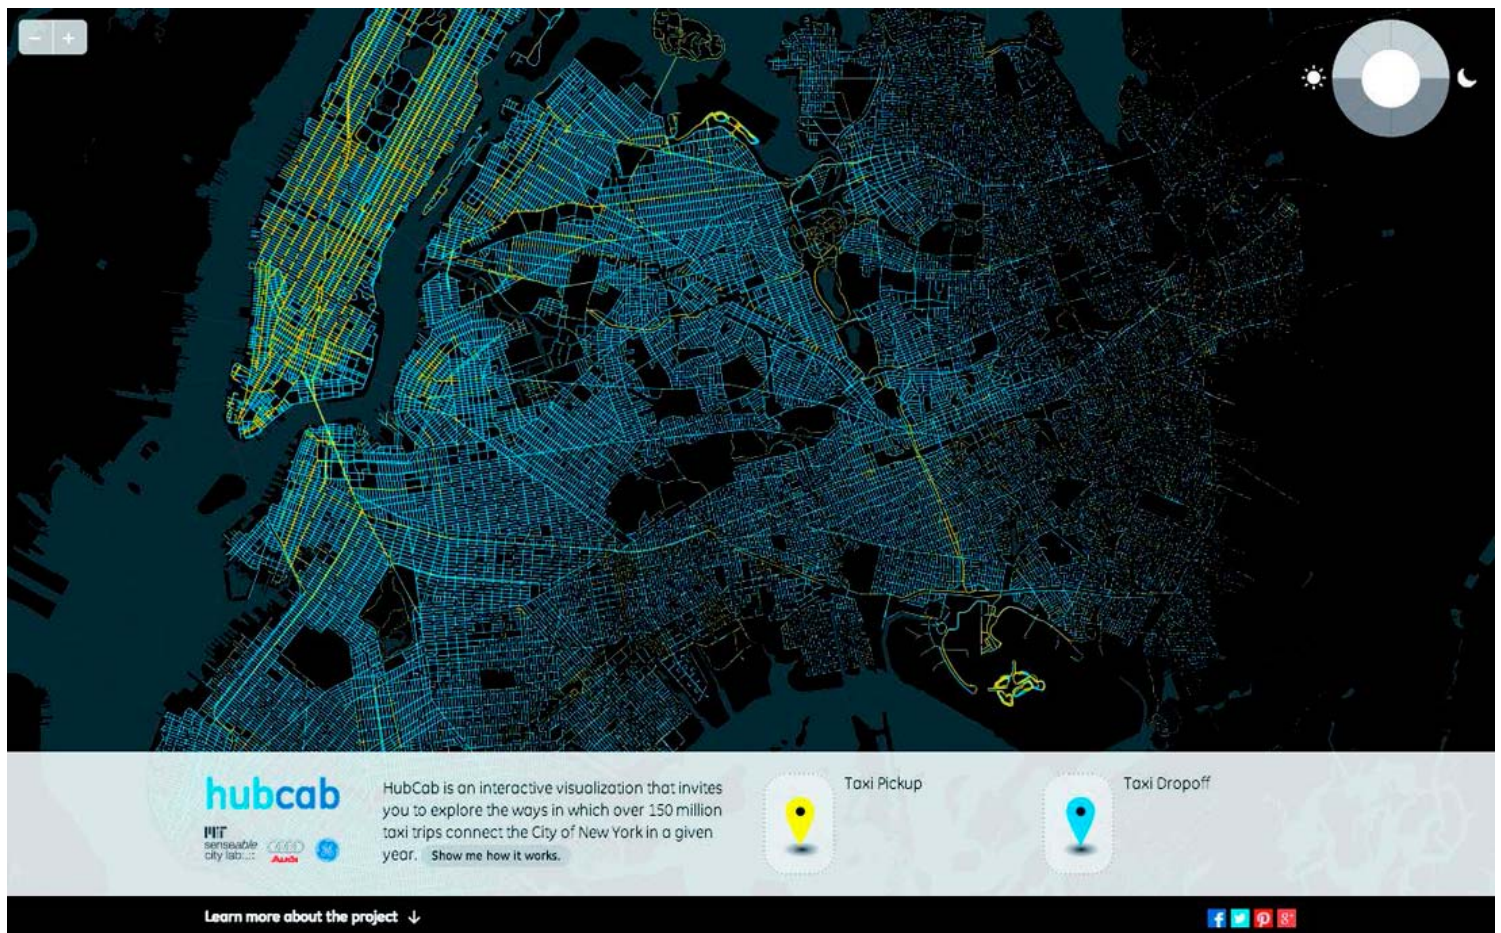 − +
hubcab
MIT
senseable
city lab:.::
Audi
GE
HubCab is an interactive visualization that invites
you to explore the ways in which over 150 million
taxi trips connect the City of New York in a given
year. Show me how it works.
Taxi Pickup
Taxi Dropoff
Learn more about the project ↓